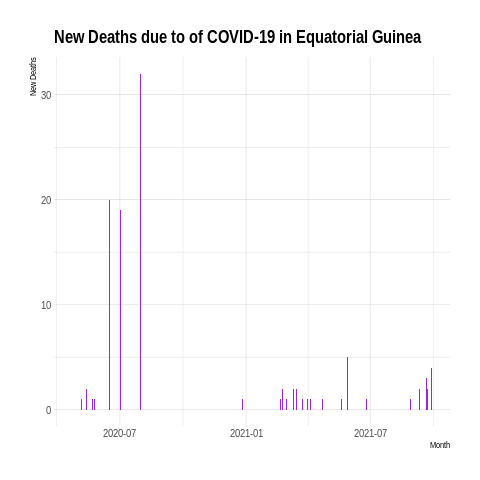 New Deaths due to of COVID-19 in Equatorial Guinea
New Deaths
30
20
10
0
2020-07 2021-01 2021-07
Month